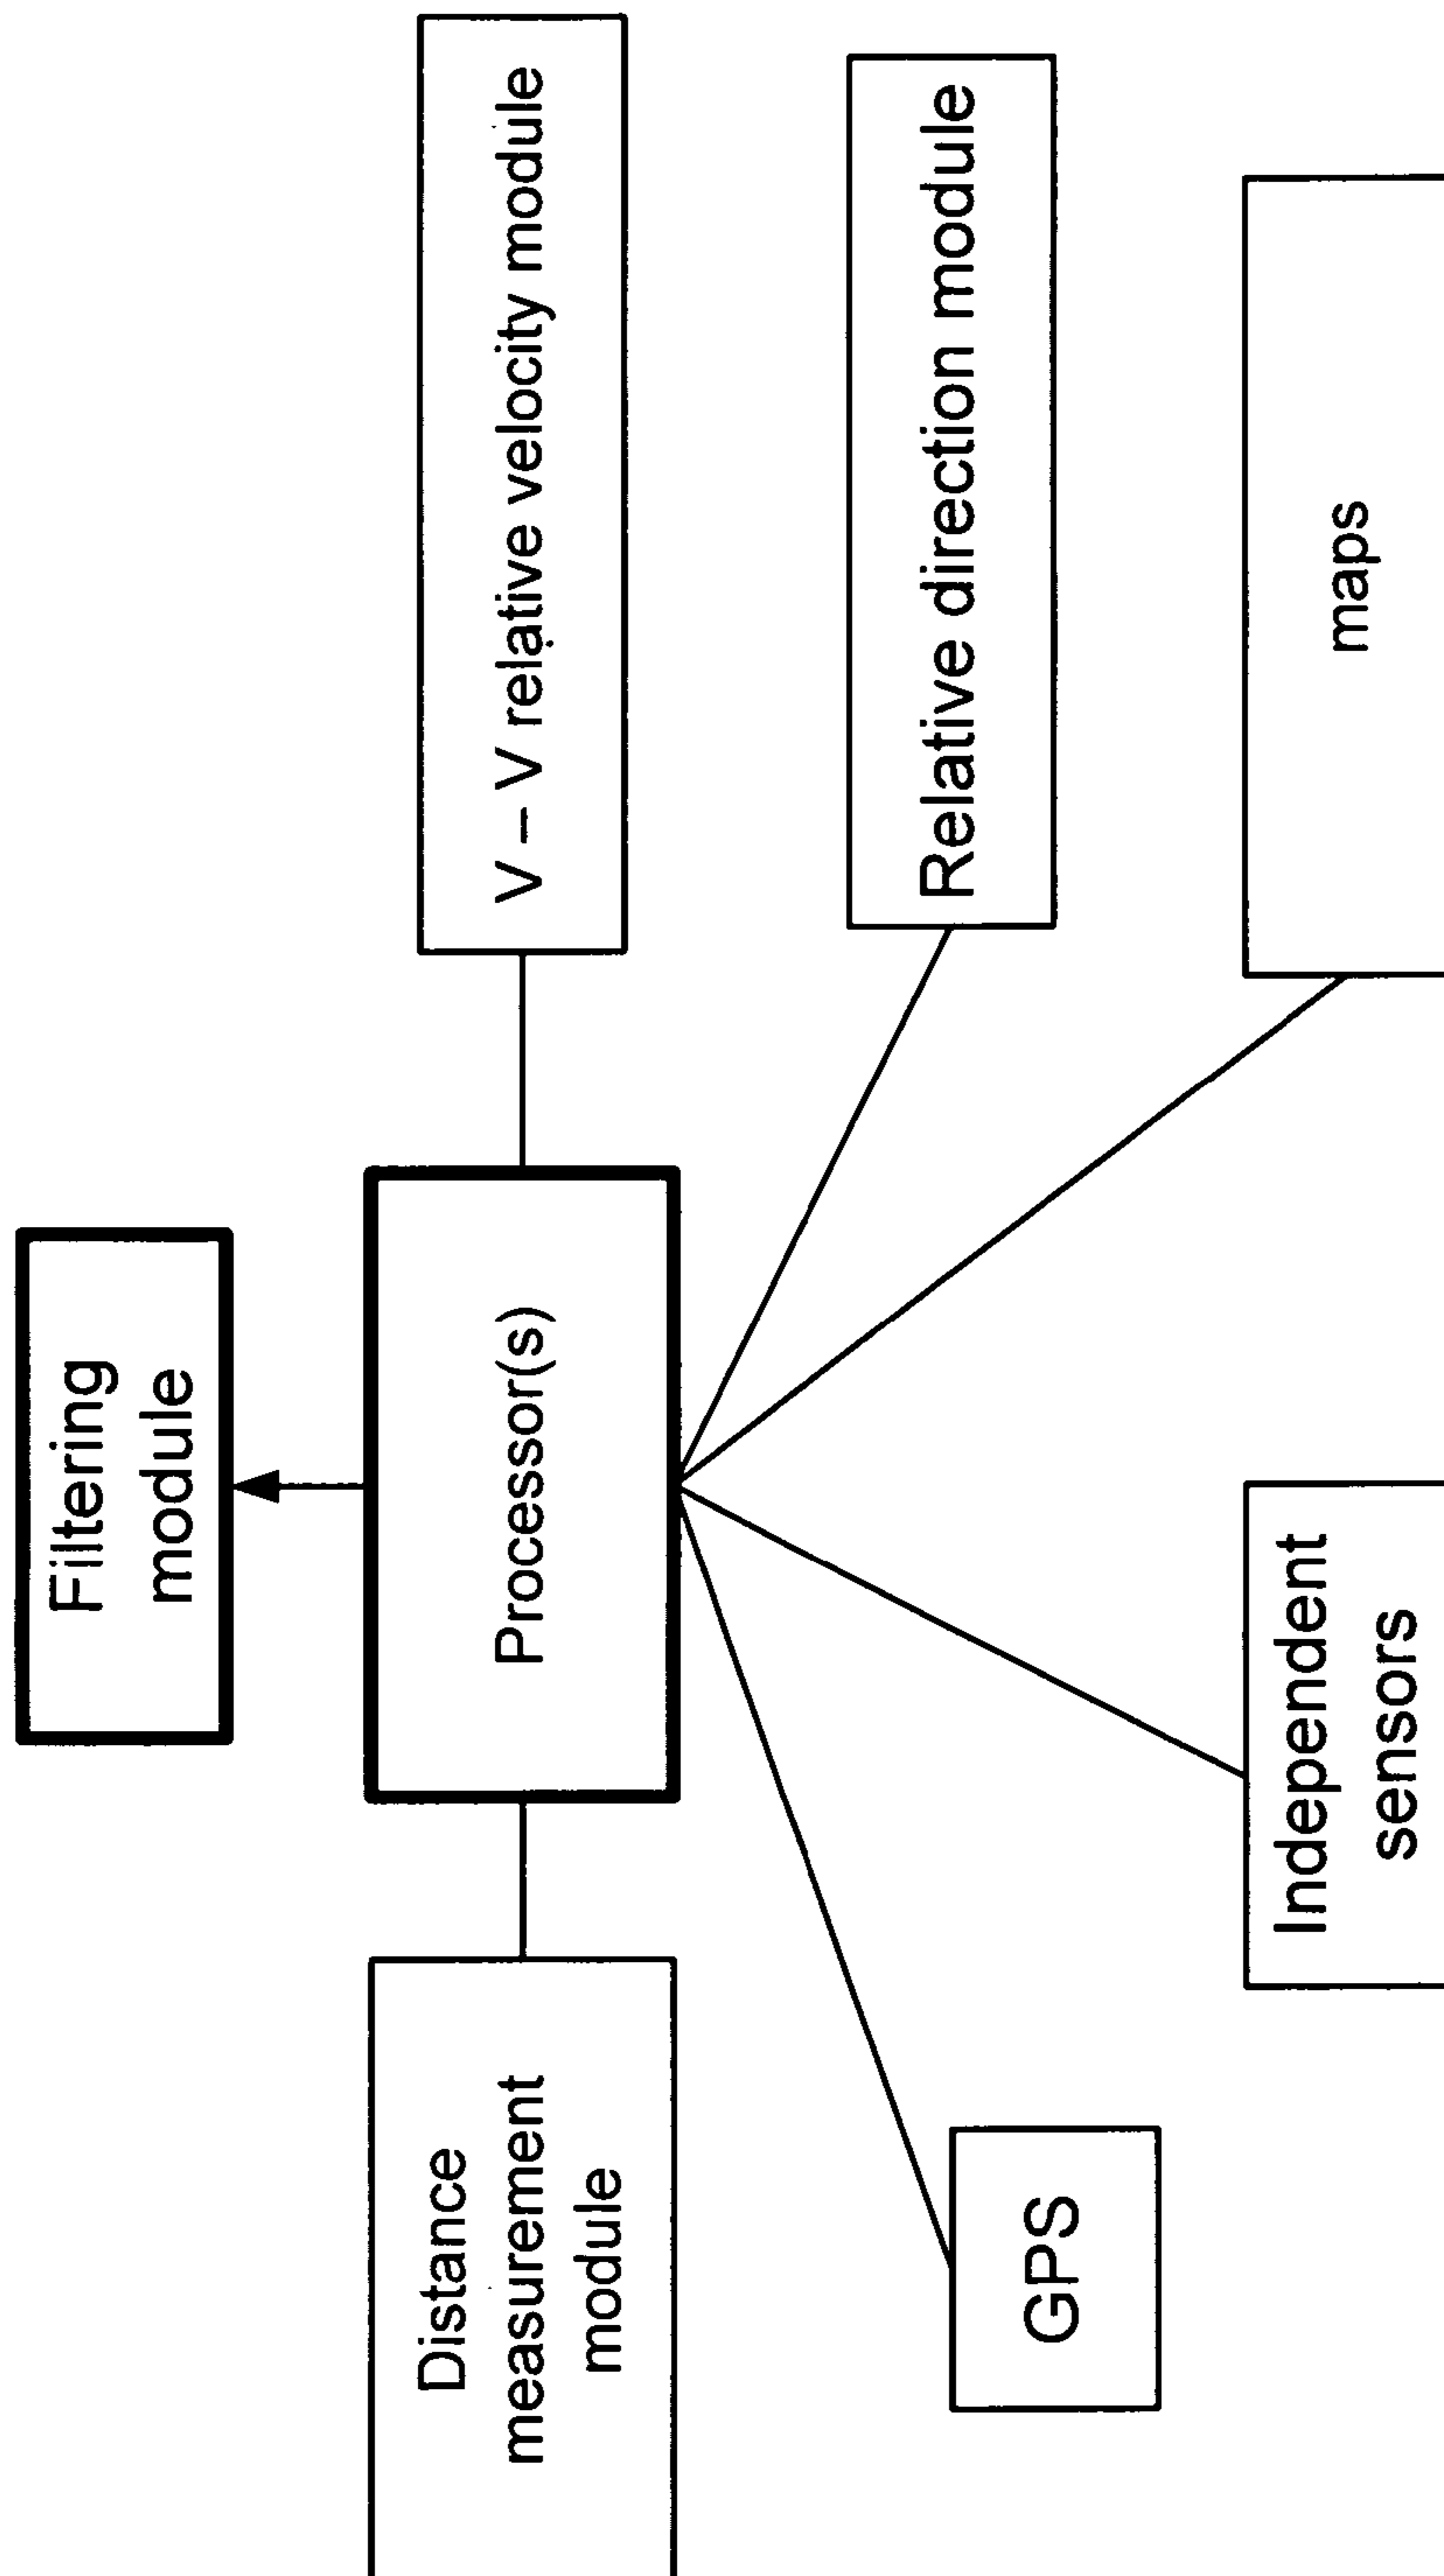 Filtering
module
Distance
measurement
module
Processor(s)
V – V relative velocity module
GPS
Relative direction module
Independent
sensors
maps